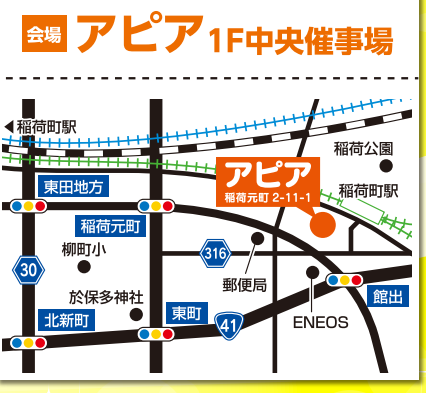 会場 アピア 1F中央催事場
◀稲荷町駅
稲荷公園
アピア
稲荷元町 2-11-1
稲荷町駅
東田地方
稲荷元町
柳町小
316
30
郵便局
於保多神社
館出
北新町
東町
41
ENEOS